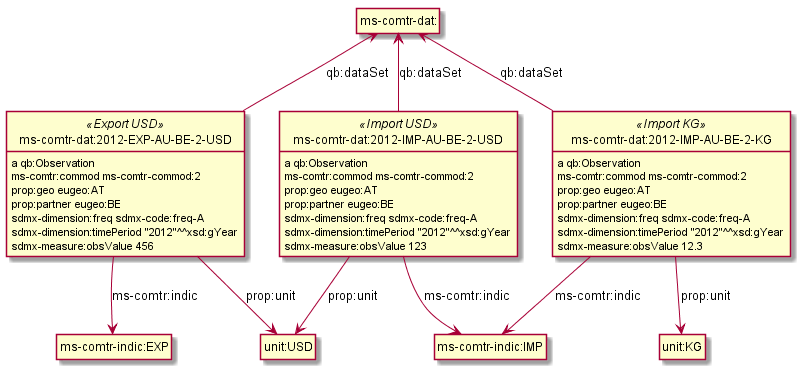 ms-comtr-dat:
qb:dataSet
qb:dataSet
qb:dataSet
«Export USD»
ms-comtr-dat:2012-EXP-AU-BE-2-USD
a qb:Observation
ms-comtr:commod ms-comtr-commod:2
prop:geo eugeo:AT
prop:partner eugeo:BE
sdmx-dimension:freq sdmx-code:freq-A
sdmx-dimension:timePeriod "2012"^^xsd:gYear
sdmx-measure:obsValue 456
«Import USD»
ms-comtr-dat:2012-IMP-AU-BE-2-USD
a qb:Observation
ms-comtr:commod ms-comtr-commod:2
prop:geo eugeo:AT
prop:partner eugeo:BE
sdmx-dimension:freq sdmx-code:freq-A
sdmx-dimension:timePeriod "2012"^^xsd:gYear
sdmx-measure:obsValue 123
«Import KG»
ms-comtr-dat:2012-IMP-AU-BE-2-KG
a qb:Observation
ms-comtr:commod ms-comtr-commod:2
prop:geo eugeo:AT
prop:partner eugeo:BE
sdmx-dimension:freq sdmx-code:freq-A
sdmx-dimension:timePeriod "2012"^^xsd:gYear
sdmx-measure:obsValue 12.3
ms-comtr:indic
prop:unit
prop:unit
ms-comtr:indic
ms-comtr:indic
prop:unit
ms-comtr-indic:EXP
unit:USD
ms-comtr-indic:IMP
unit:KG